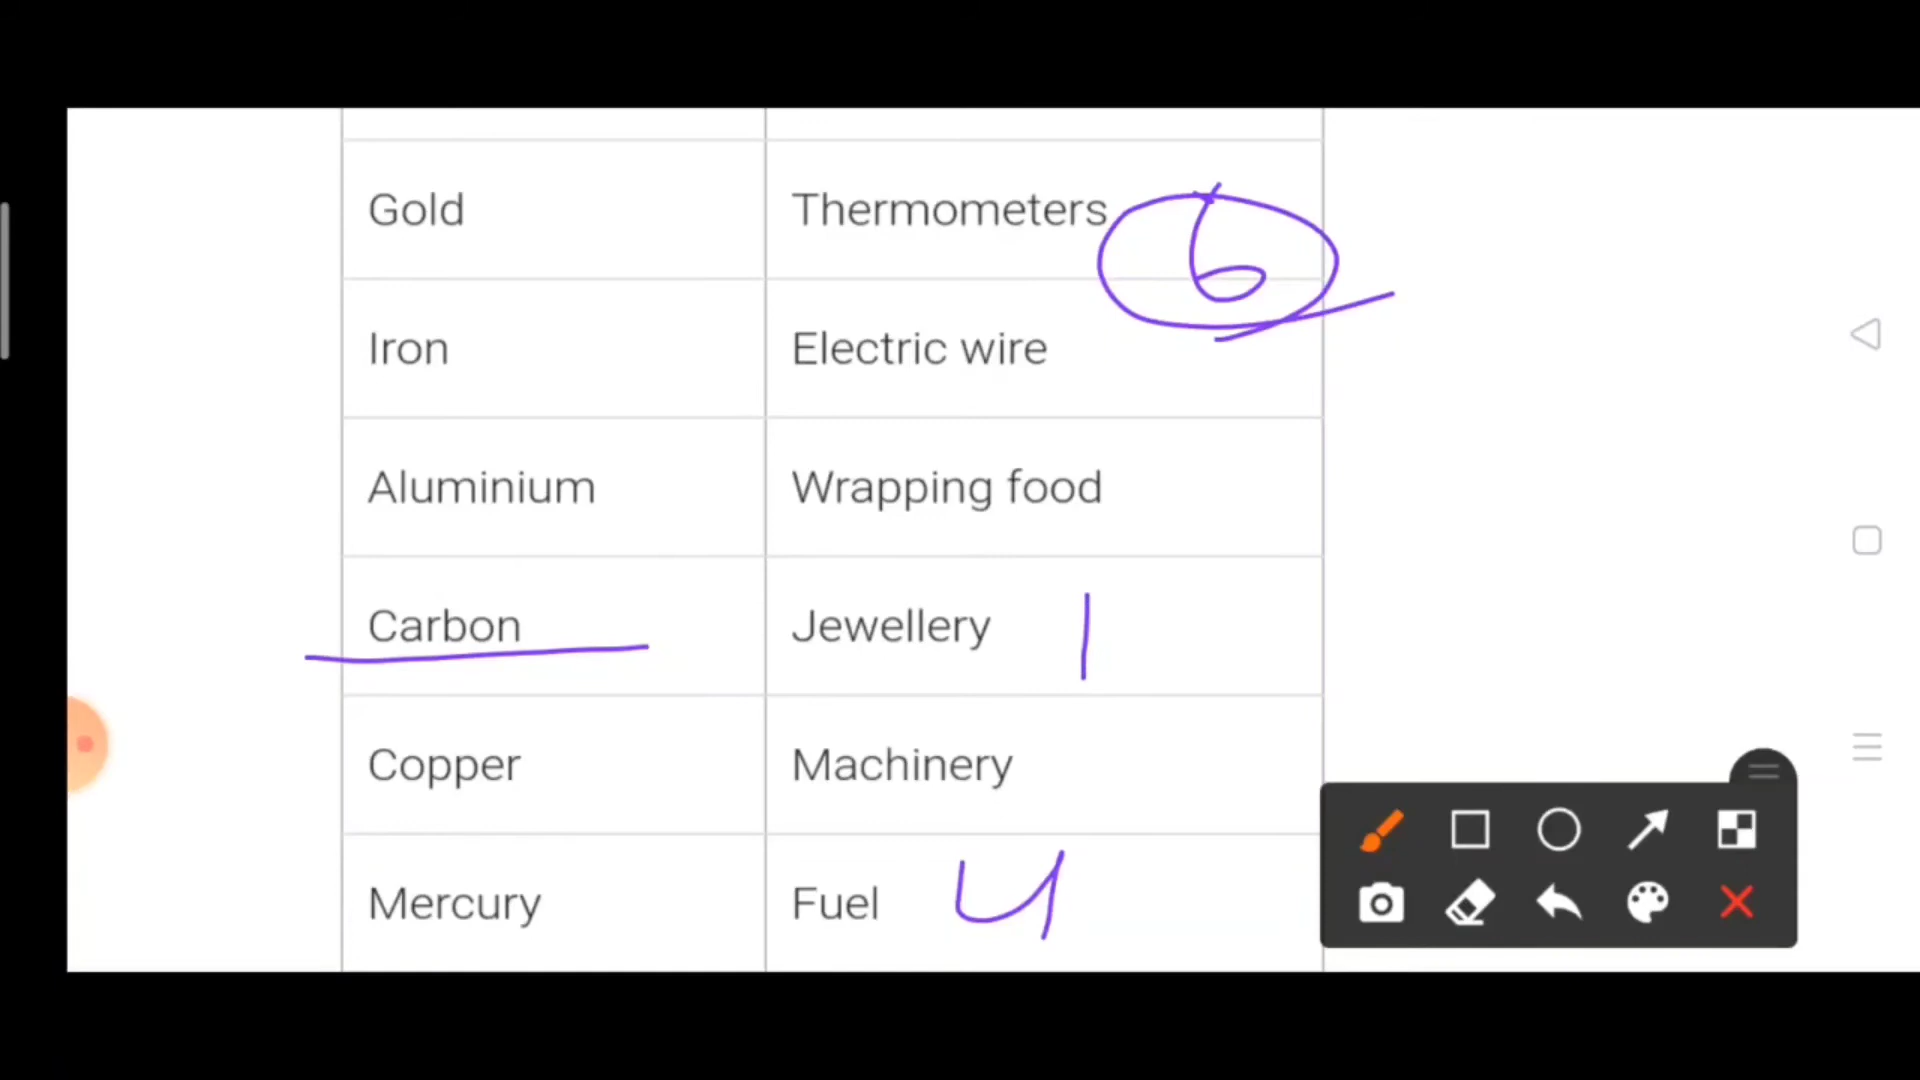 Gold Thermometers 6
Iron Electric wire
Aluminium Wrapping food
Carbon Jewellery 1
Copper Machinery
Mercury Fuel 4